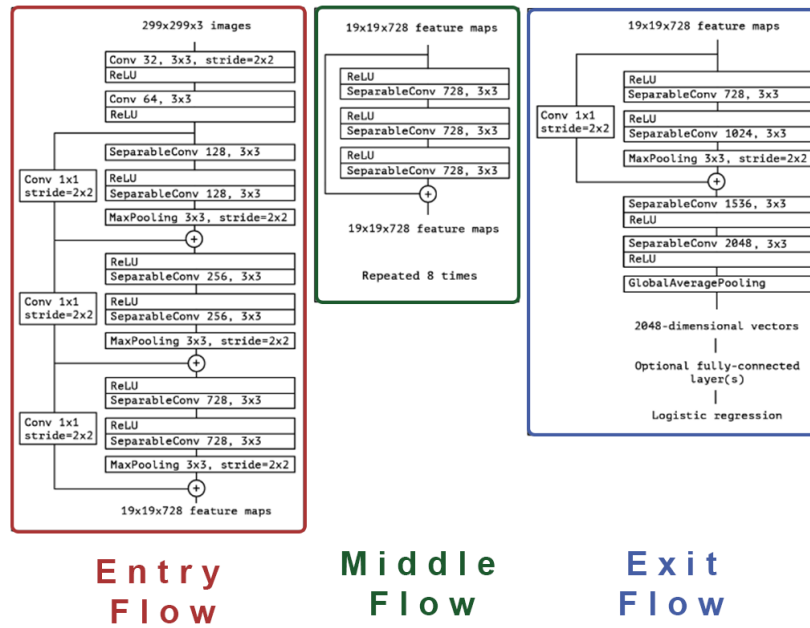 299x299x3 images
Conv 32, 3x3, stride=2x2
ReLU
Conv 64, 3x3
ReLU
SeparableConv 128, 3x3
Conv 1x1
stride=2x2
ReLU
SeparableConv 128, 3x3
MaxPooling 3x3, stride=2x2
+
ReLU
SeparableConv 256, 3x3
Conv 1x1
stride=2x2
ReLU
SeparableConv 256, 3x3
MaxPooling 3x3, stride=2x2
+
ReLU
SeparableConv 728, 3x3
Conv 1x1
stride=2x2
ReLU
SeparableConv 728, 3x3
MaxPooling 3x3, stride=2x2
+
19x19x728 feature maps
Entry
Flow
19x19x728 feature maps
ReLU
SeparableConv 728, 3x3
ReLU
SeparableConv 728, 3x3
ReLU
SeparableConv 728, 3x3
+
19x19x728 feature maps
Repeated 8 times
Middle
Flow
19x19x728 feature maps
ReLU
SeparableConv 728, 3x3
Conv 1x1
stride=2x2
ReLU
SeparableConv 1024, 3x3
MaxPooling 3x3, stride=2x2
+
SeparableConv 1536, 3x3
ReLU
SeparableConv 2048, 3x3
ReLU
GlobalAveragePooling
2048-dimensional vectors
Optional fully-connected
layer(s)
Logistic regression
Exit
Flow